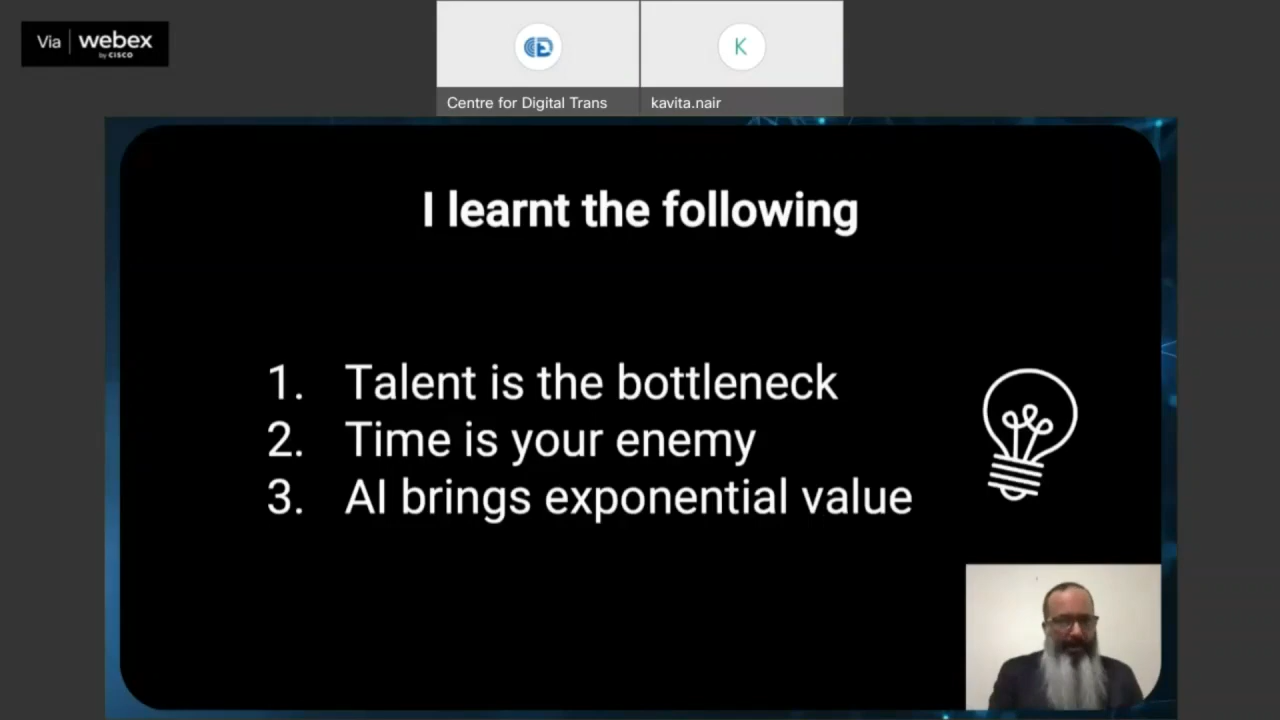 Via webex
by CISCO
K
Centre for Digital Trans
kavita.nair
I learnt the following
1. Talent is the bottleneck
2. Time is your enemy
3. AI brings exponential value